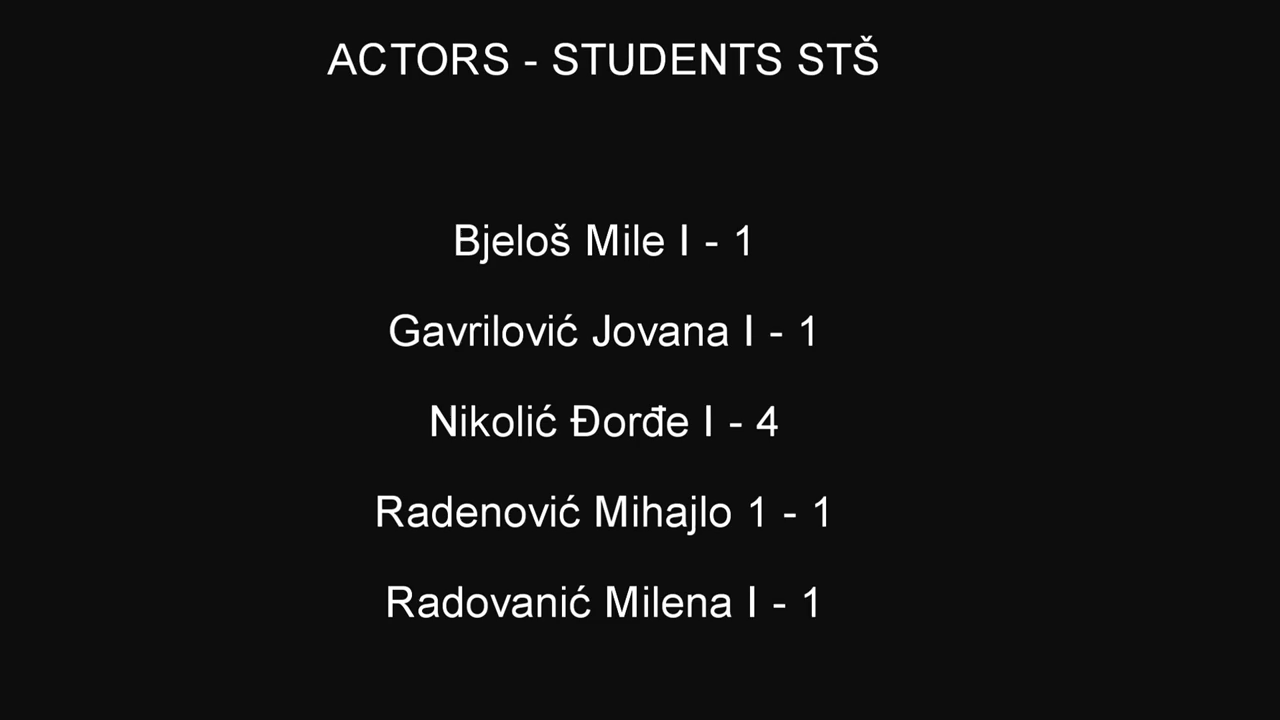 ACTORS - STUDENTS STŠ
Bjeloš Mile I - 1
Gavrilović Jovana I - 1
Nikolić Đorđe I - 4
Radenović Mihajlo 1 - 1
Radovanić Milena I - 1